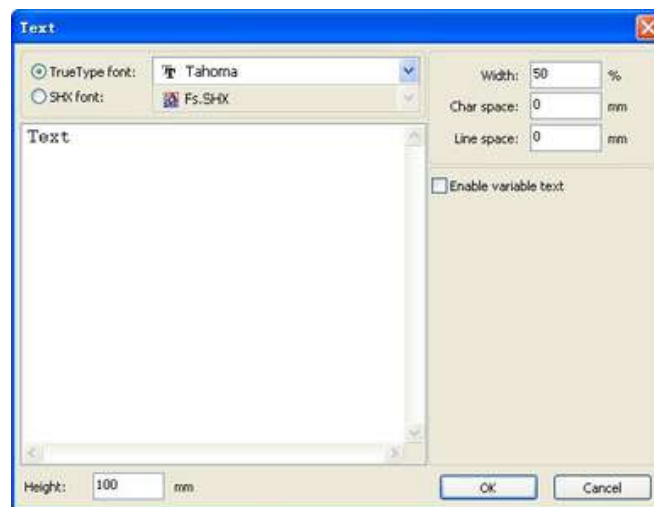 Text
TrueType font: Tahoma
SHX font: Fs.SHX
Width: 50 %
Char space: 0 mm
Line space: 0 mm
Text
Enable variable text
Height: 100 mm
OK Cancel